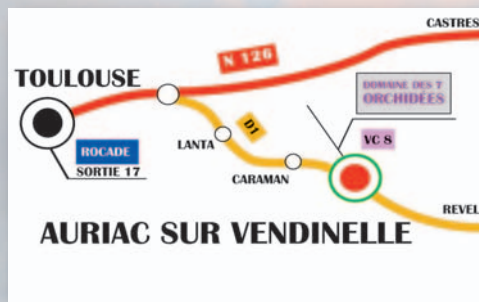 CASTRES
N 126
TOULOUSE
DOMAINE DES 7
ORCHIDÉES
D1
ROCADE
LANTA
VC 8
SORTIE 17
CARAMAN
REVEL
AURIAC SUR VENDINELLE